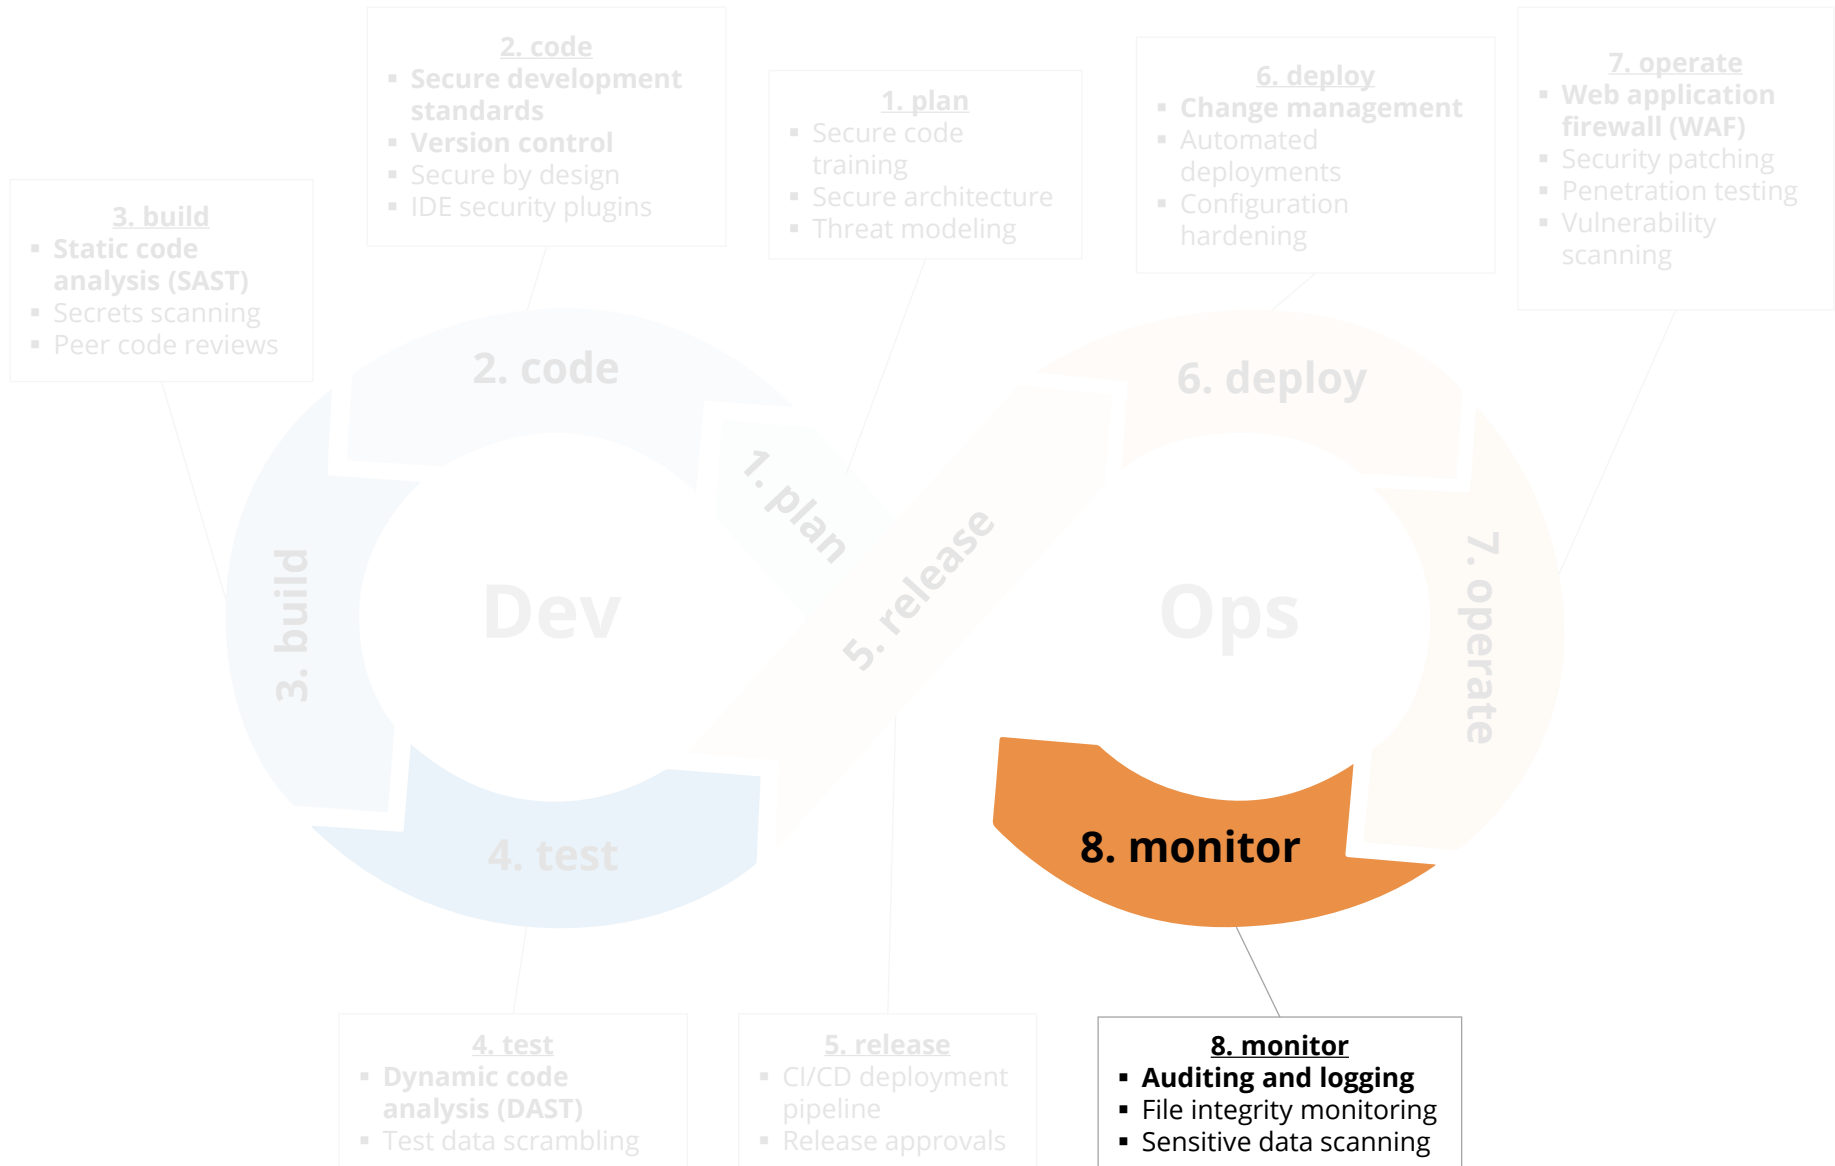 2. code
▪ Secure development
standards
▪ Version control
▪ Secure by design
▪ IDE security plugins
1. plan
▪ Secure code
training
▪ Secure architecture
▪ Threat modeling
6. deploy
▪ Change management
▪ Automated
deployments
▪ Configuration
hardening
7. operate
▪ Web application
firewall (WAF)
▪ Security patching
▪ Penetration testing
▪ Vulnerability
scanning
3. build
▪ Static code
analysis (SAST)
▪ Secrets scanning
▪ Peer code reviews
2. code
1. plan
3. build
Dev
4. test
5. release
6. deploy
Ops
7. operate
8. monitor
4. test
▪ Dynamic code
analysis (DAST)
▪ Test data scrambling
5. release
▪ CI/CD deployment
pipeline
▪ Release approvals
8. monitor
▪ Auditing and logging
▪ File integrity monitoring
▪ Sensitive data scanning